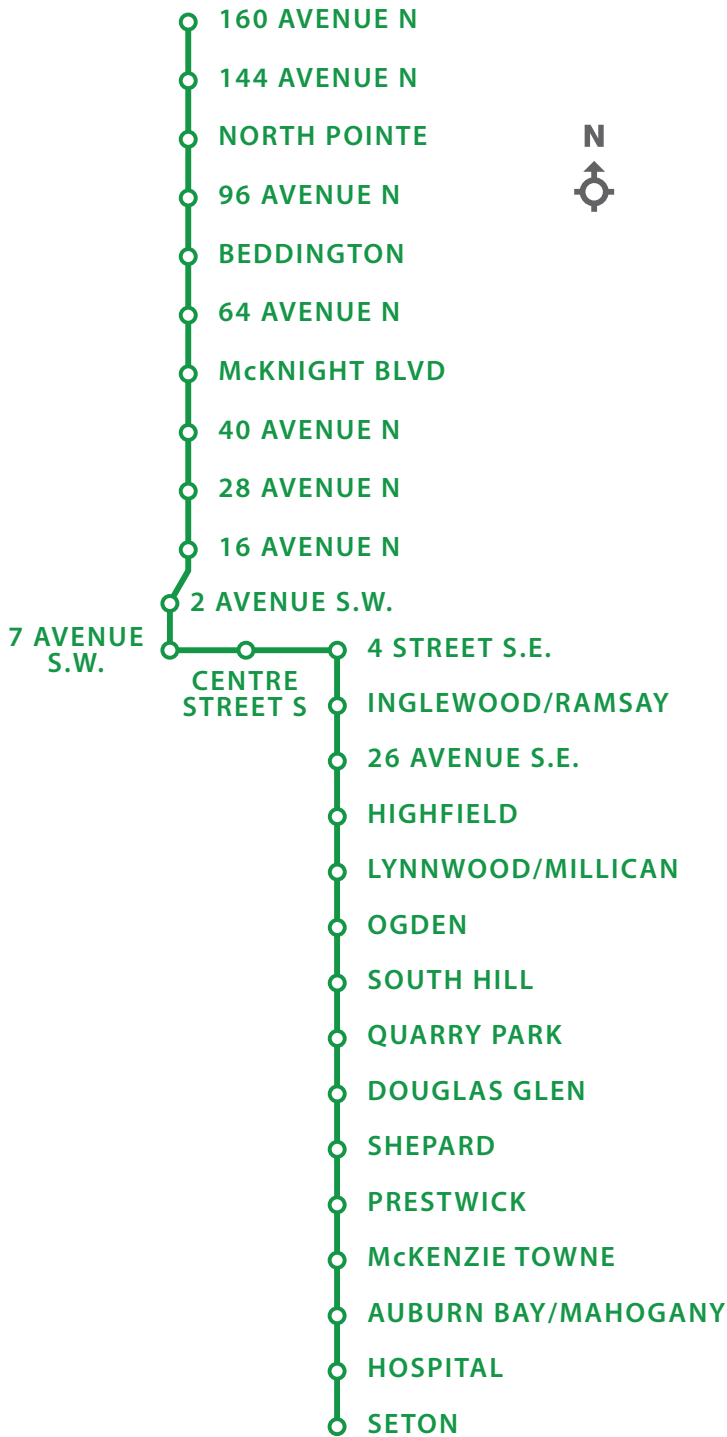 160 AVENUE N
144 AVENUE N
NORTH POINTE
N
96 AVENUE N
BEDDINGTON
64 AVENUE N
McKNIGHT BLVD
40 AVENUE N
28 AVENUE N
16 AVENUE N
2 AVENUE S.W.
7 AVENUE
S.W.
CENTRE
STREET S
4 STREET S.E.
INGLEWOOD/RAMSAY
26 AVENUE S.E.
HIGHFIELD
LYNNWOOD/MILLICAN
OGDEN
SOUTH HILL
QUARRY PARK
DOUGLAS GLEN
SHEPARD
PRESTWICK
McKENZIE TOWNE
AUBURN BAY/MAHOGANY
HOSPITAL
SETON